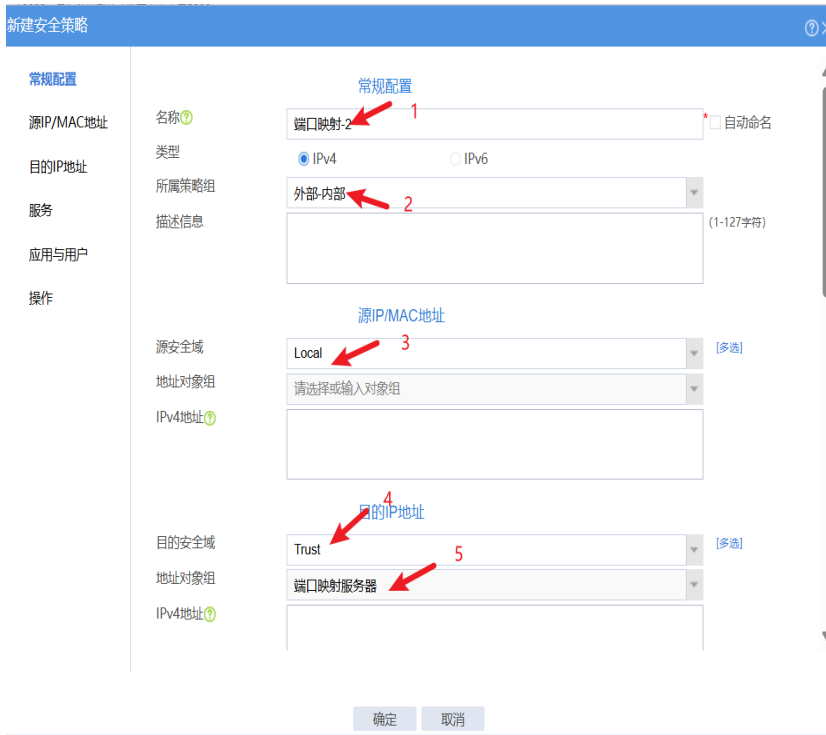 新建安全策略
常规配置
源IP/MAC地址
目的IP地址
服务
应用与用户
操作
常规配置
名称 端口映射-2 1 * 自动命名
类型 IPv4 IPv6
所属策略组 外部-内部 2
描述信息 (1-127字符)
源IP/MAC地址
源安全域 Local 3 [多选]
地址对象组 请选择或输入对象组
IPv4地址
4
目的IP地址
目的安全域 Trust [多选]
5
地址对象组 端口映射服务器
IPv4地址
确定 取消